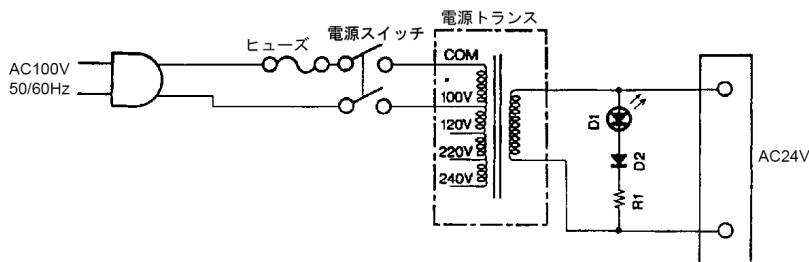 電源トランス
ヒューズ
電源スイッチ
COM
AC100V
50/60Hz
100V
120V
220V
240V
D1
D2
R1
AC24V